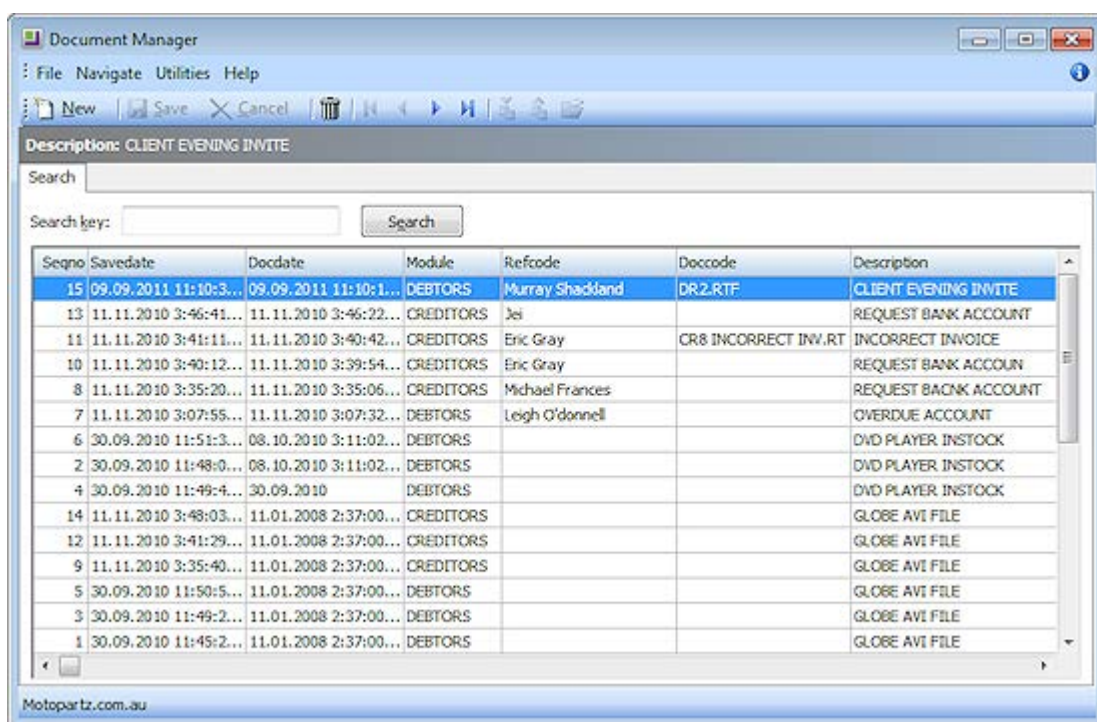 Document Manager
File Navigate Utilities Help
New Save Cancel
Description: CLIENT EVENING INVITE
Search
Search key: Search
Seqno Savedate Docdate Module Refcode Doccode Description
15 09.09.2011 11:10:3... 09.09.2011 11:10:1... DEBTORS Murray Shackland DR2.RTF CLIENT EVENING INVITE
13 11.11.2010 3:46:41... 11.11.2010 3:46:22... CREDITORS Jei REQUEST BANK ACCOUNT
11 11.11.2010 3:41:11... 11.11.2010 3:40:42... CREDITORS Eric Gray CR8 INCORRECT INV.RT INCORRECT INVOICE
10 11.11.2010 3:40:12... 11.11.2010 3:39:54... CREDITORS Eric Gray REQUEST BANK ACCOUN
8 11.11.2010 3:35:20... 11.11.2010 3:35:06... CREDITORS Michael Frances REQUEST BACNK ACCOUNT
7 11.11.2010 3:07:55... 11.11.2010 3:07:32... DEBTORS Leigh O'donnell OVERDUE ACCOUNT
6 30.09.2010 11:51:3... 08.10.2010 3:11:02... DEBTORS DVD PLAYER INSTOCK
2 30.09.2010 11:48:0... 08.10.2010 3:11:02... DEBTORS DVD PLAYER INSTOCK
4 30.09.2010 11:49:4... 30.09.2010 DEBTORS DVD PLAYER INSTOCK
14 11.11.2010 3:48:03... 11.01.2008 2:37:00... CREDITORS GLOBE AVI FILE
12 11.11.2010 3:41:29... 11.01.2008 2:37:00... CREDITORS GLOBE AVI FILE
9 11.11.2010 3:35:40... 11.01.2008 2:37:00... CREDITORS GLOBE AVI FILE
5 30.09.2010 11:50:5... 11.01.2008 2:37:00... DEBTORS GLOBE AVI FILE
3 30.09.2010 11:49:2... 11.01.2008 2:37:00... DEBTORS GLOBE AVI FILE
1 30.09.2010 11:45:2... 11.01.2008 2:37:00... DEBTORS GLOBE AVI FILE
Motopartz.com.au